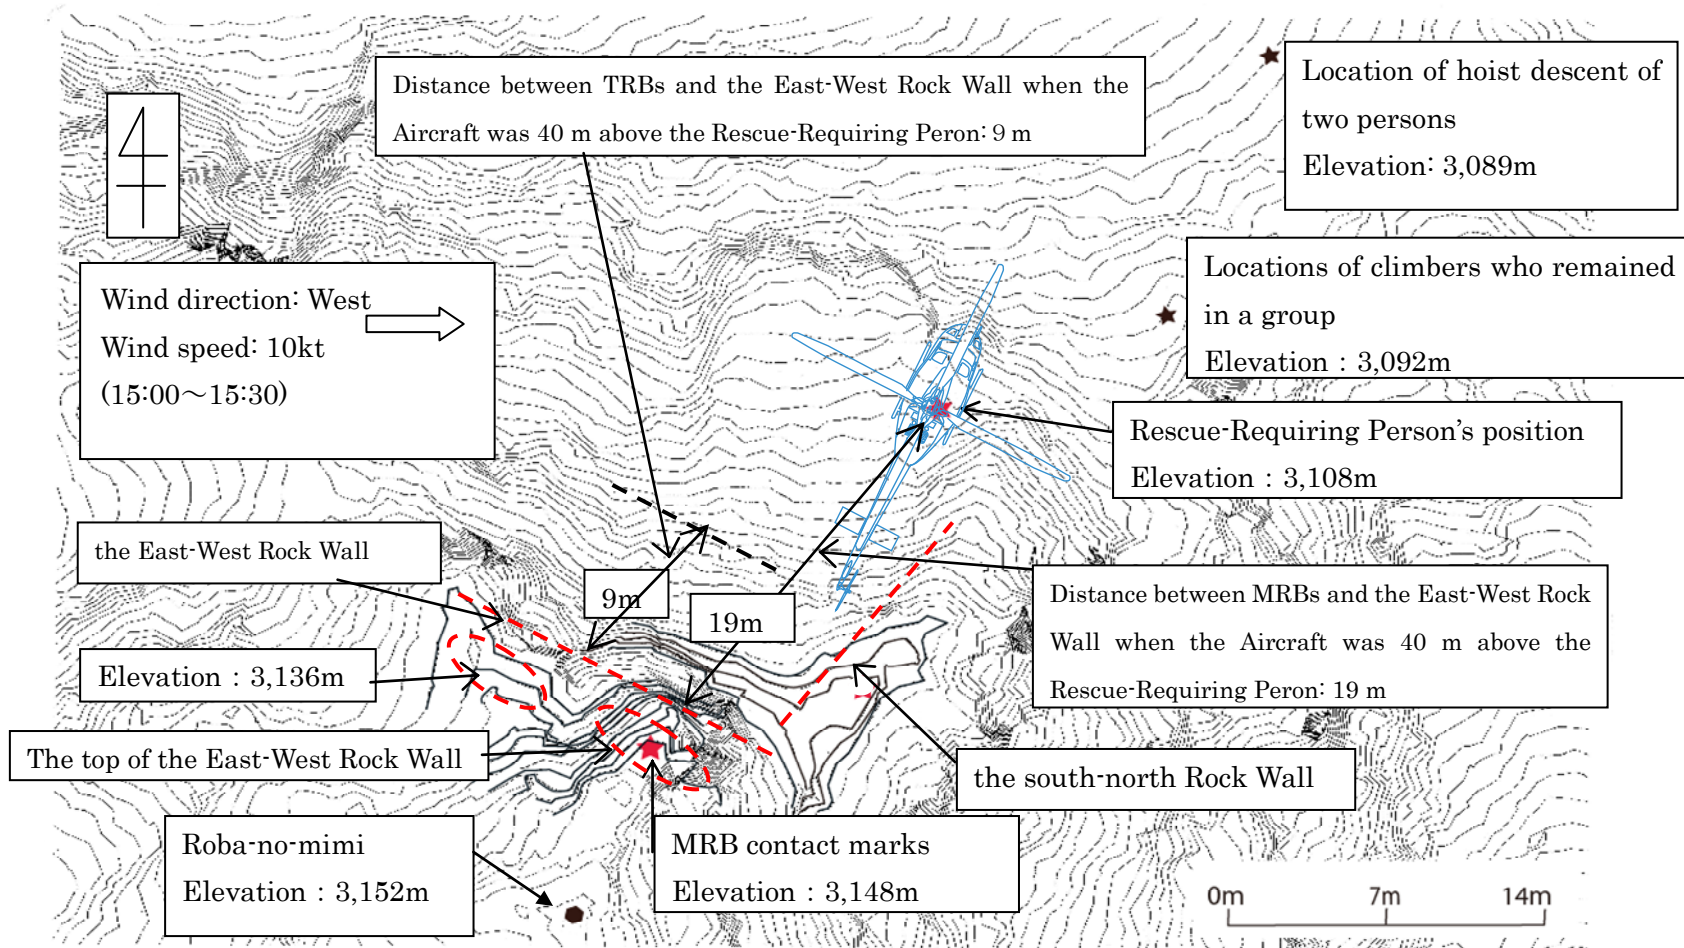 Distance between TRBs and the East-West Rock Wall when the
Aircraft was 40 m above the Rescue-Requiring Peron: 9 m
Location of hoist descent of
two persons
Elevation: 3,089m
Wind direction: West
Wind speed: 10kt
(15:00～15:30)
Locations of climbers who remained
in a group
Elevation：3,092m
Rescue-Requiring Person’s position
Elevation：3,108m
the East-West Rock Wall
9m
19m
Distance between MRBs and the East-West Rock
Wall when the Aircraft was 40 m above the
Rescue-Requiring Peron: 19 m
Elevation：3,136m
The top of the East-West Rock Wall
the south-north Rock Wall
Roba-no-mimi
Elevation：3,152m
MRB contact marks
Elevation：3,148m
0m 7m 14m